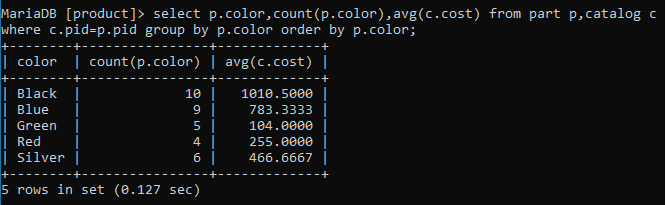 MariaDB [product]> select p.color,count(p.color),avg(c.cost) from part p,catalog c
where c.pid=p.pid group by p.color order by p.color;
+--------+----------------+-------------+
| color  | count(p.color) | avg(c.cost) |
+--------+----------------+-------------+
| Black  |             10 |   1010.5000 |
| Blue   |              9 |    783.3333 |
| Green  |              5 |    104.0000 |
| Red    |              4 |    255.0000 |
| Silver |              6 |    466.6667 |
+--------+----------------+-------------+
5 rows in set (0.127 sec)